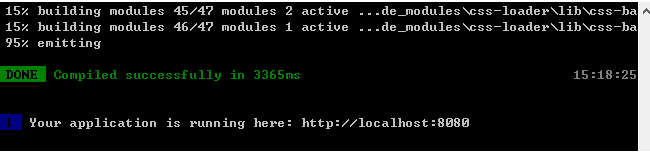 15% building modules 45/47 modules 2 active ...de_modules\css-loader\lib\css-ba
15% building modules 46/47 modules 1 active ...de_modules\css-loader\lib\css-ba
95% emitting
DONE Compiled successfully in 3365ms 15:18:25
I Your application is running here: http://localhost:8080